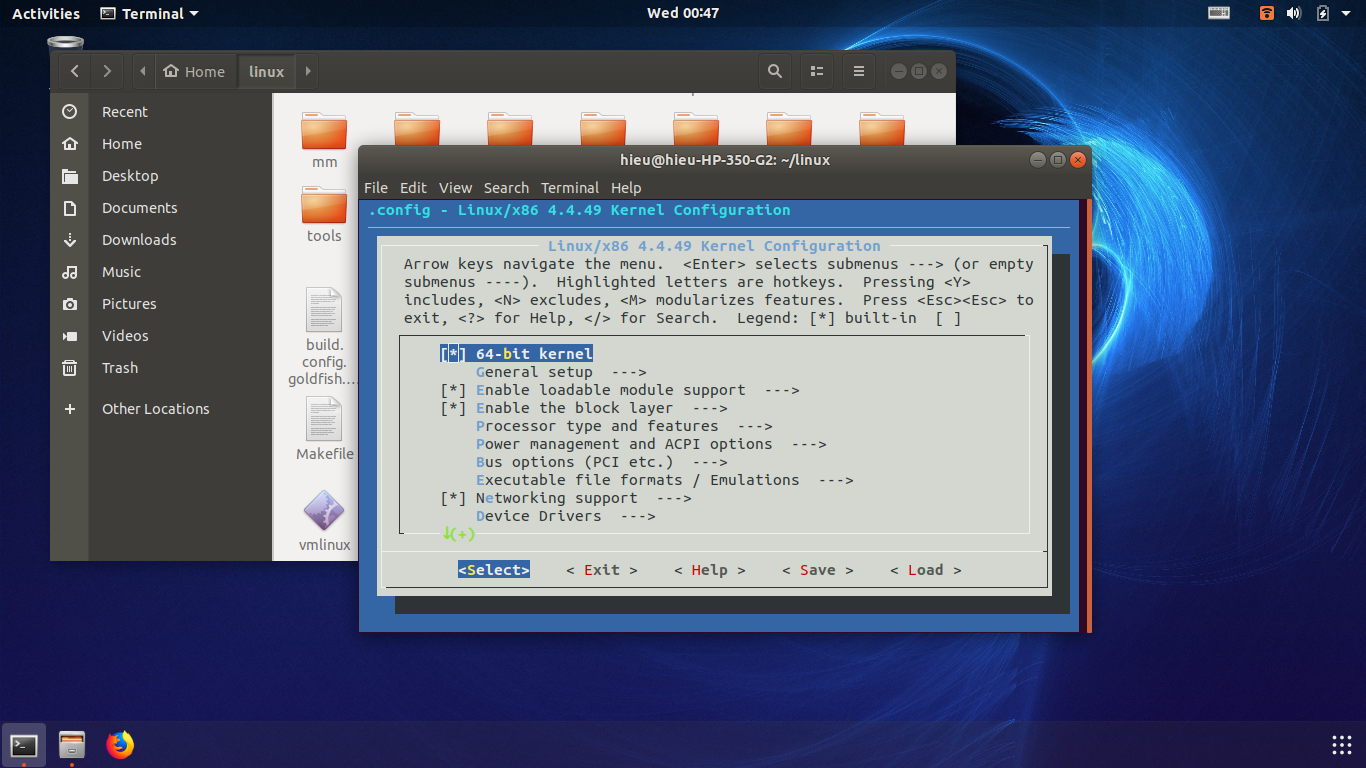 Activities Terminal Wed 00:47
Home linux
Recent
Home
Desktop
Documents
Downloads
Music
Pictures
Videos
Trash
Other Locations
mm
tools
build.
config.
goldfish....
Makefile
vmlinux
hieu@hieu-HP-350-G2: ~/linux
File Edit View Search Terminal Help
.config - Linux/x86 4.4.49 Kernel Configuration
Linux/x86 4.4.49 Kernel Configuration
Arrow keys navigate the menu.  <Enter> selects submenus ---> (or empty
submenus ----).  Highlighted letters are hotkeys.  Pressing <Y>
includes, <N> excludes, <M> modularizes features.  Press <Esc><Esc> to
exit, <?> for Help, </> for Search.  Legend: [*] built-in  [ ]
[*] 64-bit kernel
General setup  --->
[*] Enable loadable module support  --->
[*] Enable the block layer  --->
Processor type and features  --->
Power management and ACPI options  --->
Bus options (PCI etc.)  --->
Executable file formats / Emulations  --->
[*] Networking support  --->
Device Drivers  --->
↓(+)
<Select>    < Exit >    < Help >    < Save >    < Load >